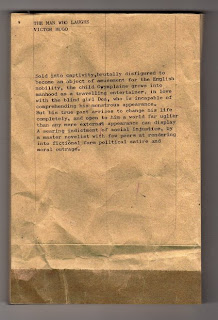 THE MAN WHO LAUGHS
VICTOR HUGO
Sold into captivity, brutally disfigured to
become an object of amusement for the English
nobility, the child Gwynplaine grows into
manhood as a travelling entertainer, in love
with the blind girl Dea, who is incapable of
comprehending his monstrous appearance.
But his true past arrives to change his life
completely, and open to him a world far uglier
than any mere external appearance can display
A searing indictment of social injustice, by
a master novelist with few peers at rendering
into fictional form political satire and
moral outrage.